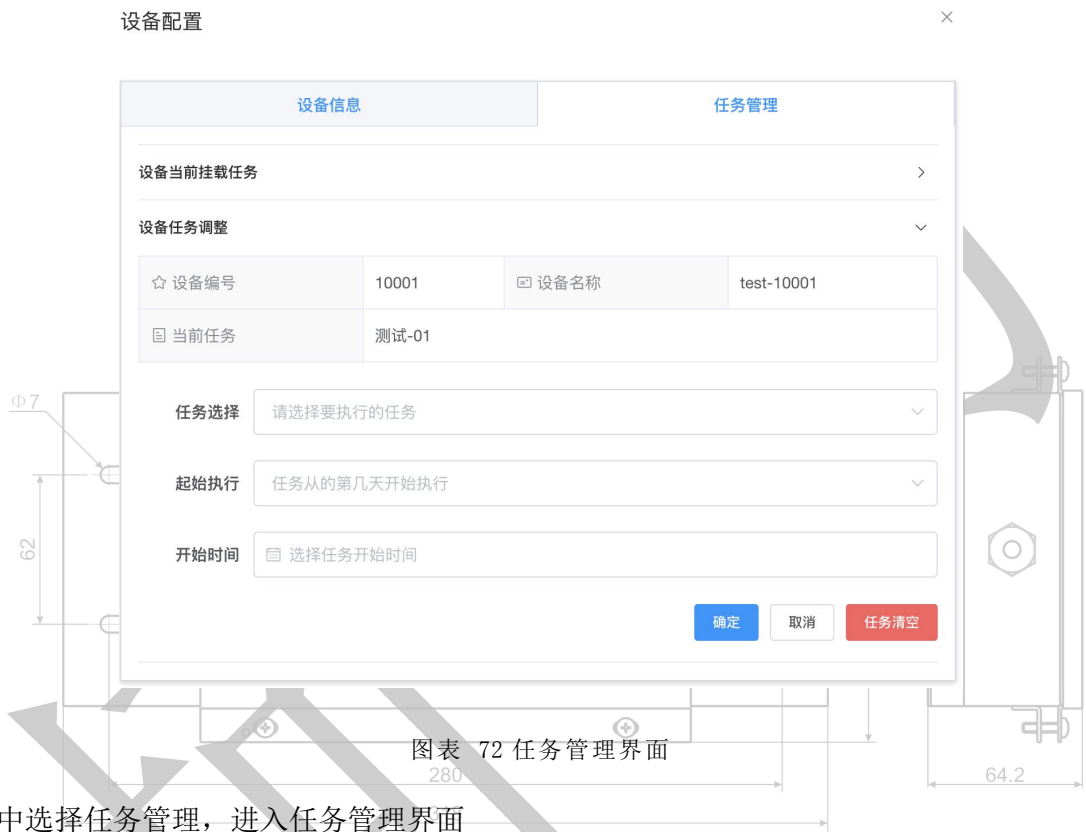 设备配置
设备信息 任务管理
设备当前挂载任务
设备任务调整
设备编号 10001 设备名称 test-10001
当前任务 测试-01
Φ7
任务选择 请选择要执行的任务
起始执行 任务从的第几天开始执行
62
开始时间 选择任务开始时间
确定 取消 任务清空
图表 72 任务管理界面
280
64.2
中选择任务管理，进入任务管理界面